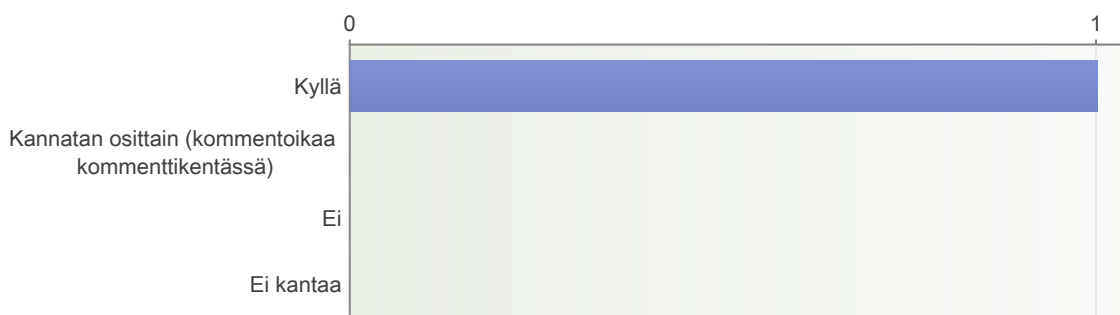 0 1
Kyllä
Kannatan osittain (kommentoikaa
kommenttikentässä)
Ei
Ei kantaa